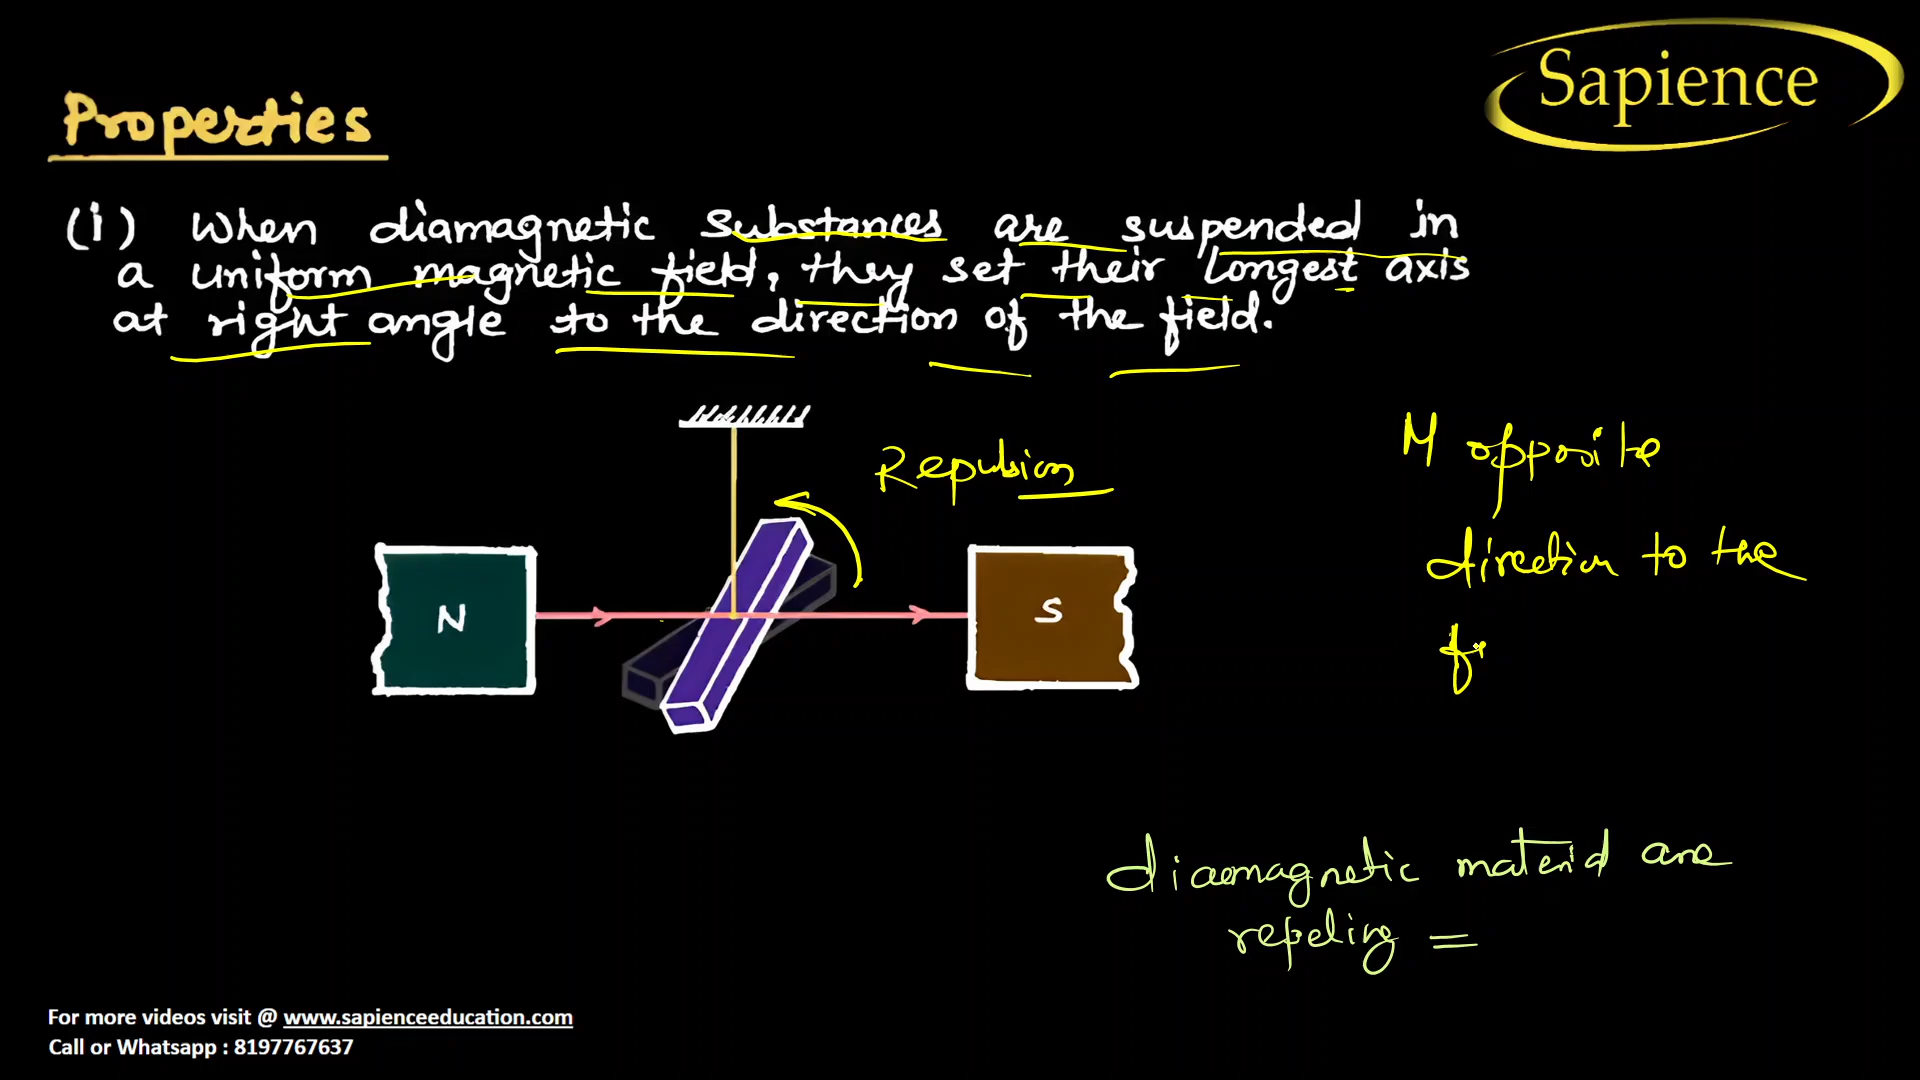 Sapience
Properties
(i) When diamagnetic substances are suspended in
a uniform magnetic field, they set their longest axis
at right angle to the direction of the field.
Repulsion
M opposite
direction to the
fi
N
S
diaemagnetic material are
repeling =
For more videos visit @ www.sapienceeducation.com
Call or Whatsapp : 8197767637